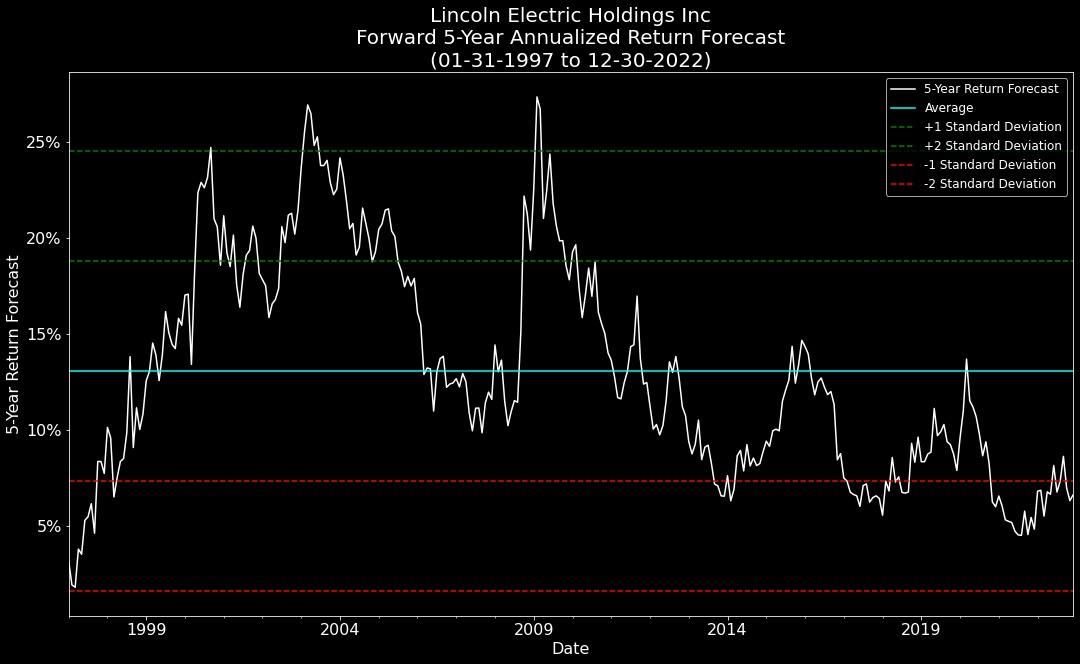 Lincoln Electric Holdings Inc
Forward 5-Year Annualized Return Forecast
(01-31-1997 to 12-30-2022)
5-Year Return Forecast
Average
+1 Standard Deviation
+2 Standard Deviation
-1 Standard Deviation
-2 Standard Deviation
5-Year Return Forecast
25%
20%
15%
10%
5%
1999
2004
2009
2014
2019
Date